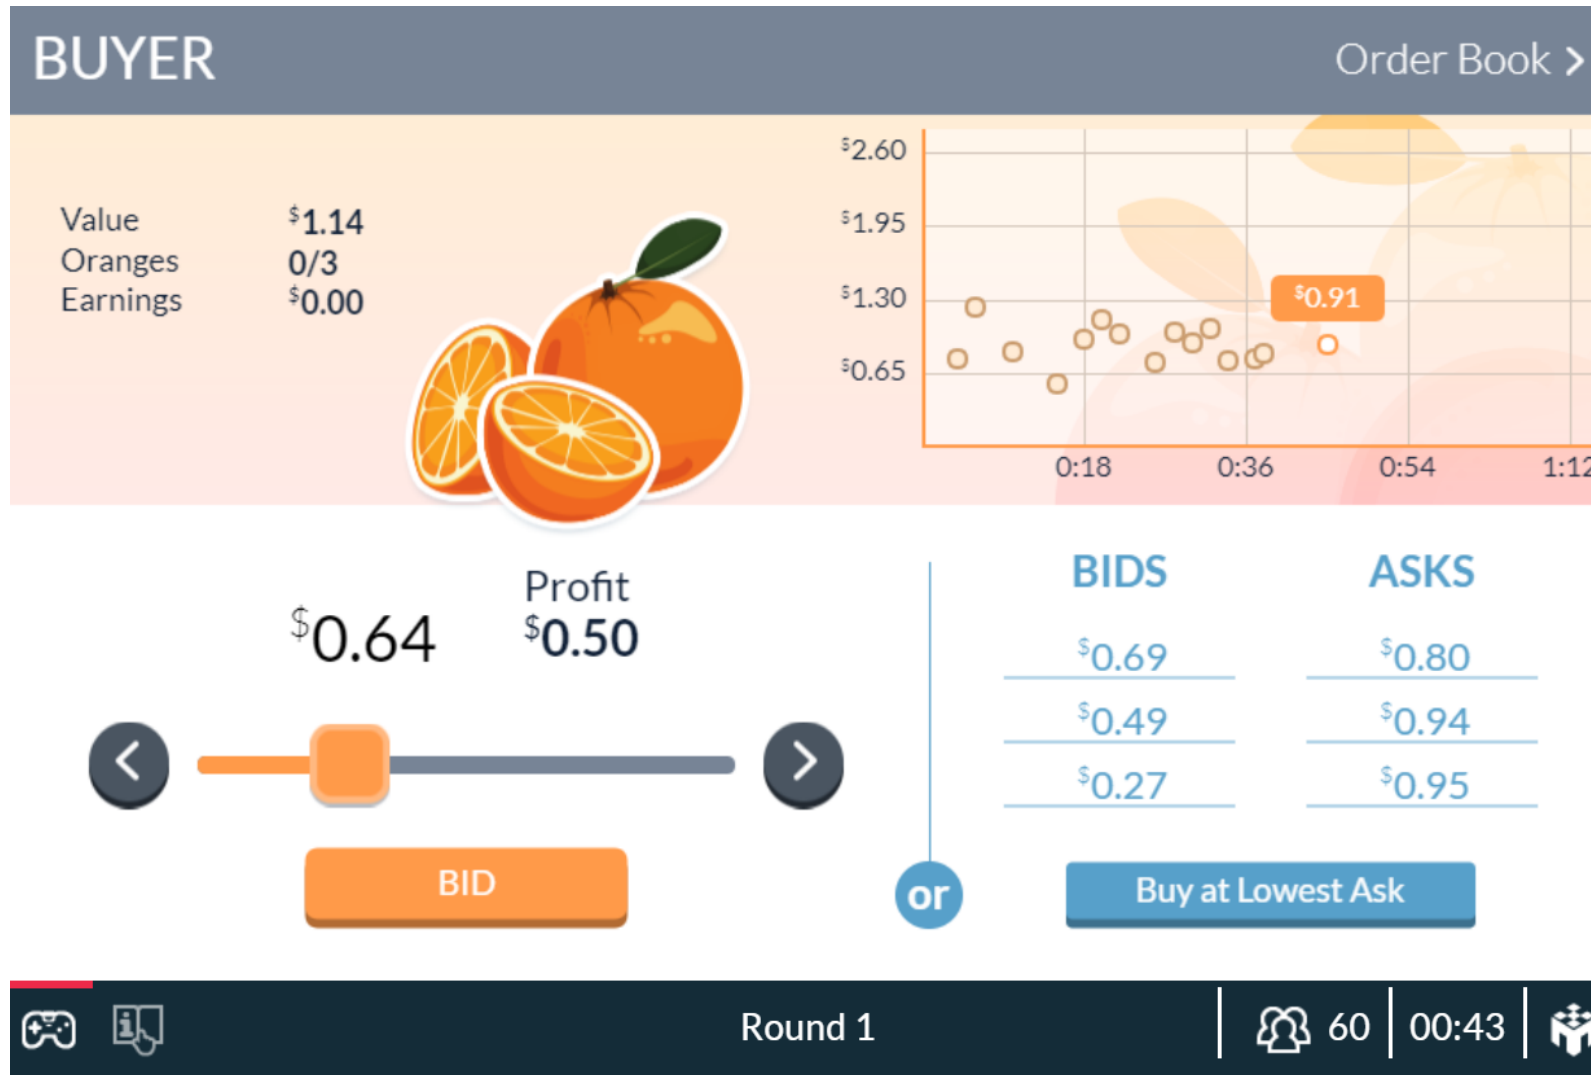 BUYER
Order Book >
Value $1.14
Oranges 0/3
Earnings $0.00
$2.60
$1.95
$1.30
$0.65
$0.91
0:18 0:36 0:54 1:12
$0.64
Profit
$0.50
BID
or
BIDS ASKS
$0.69 $0.80
$0.49 $0.94
$0.27 $0.95
Buy at Lowest Ask
Round 1
60
00:43